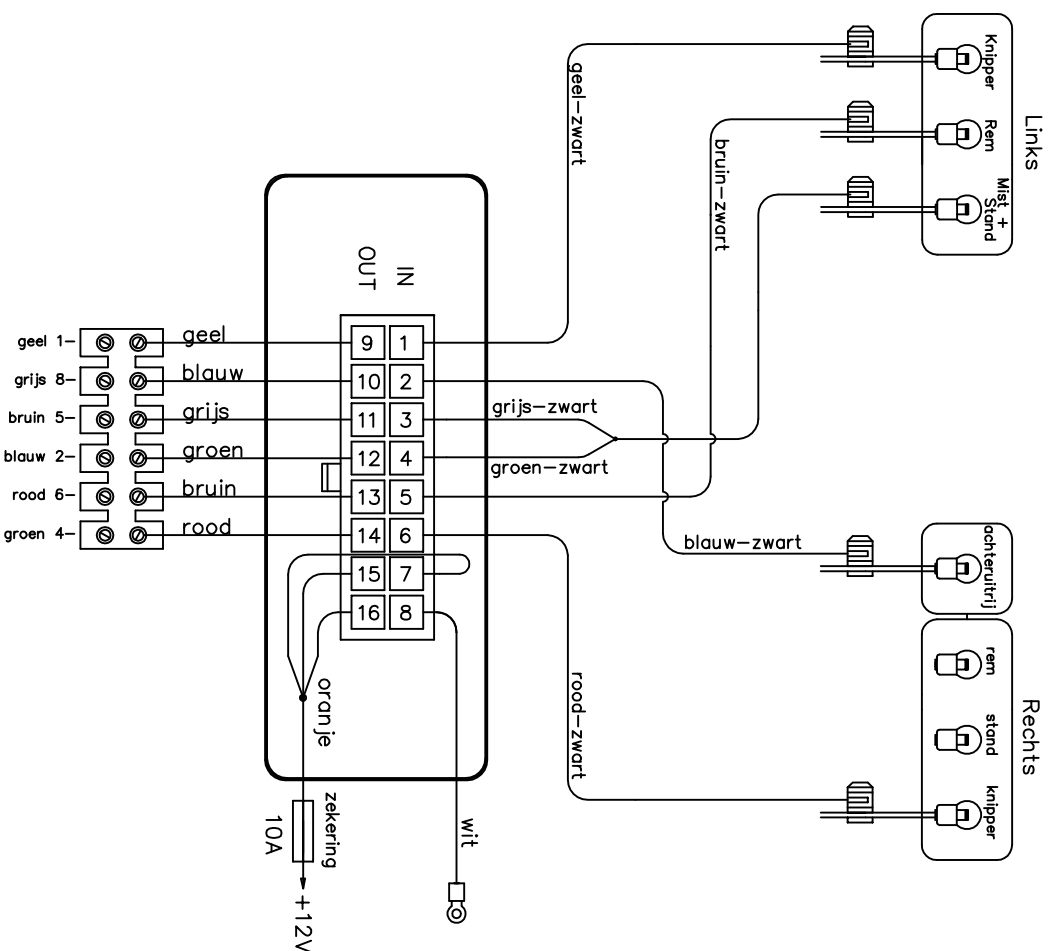 Links
Knipper
Rem
Mist +
Stand
geel-zwart
bruin-zwart
OUT
IN
geel 1-
geel
9
1
grijs 8-
blauw
10
2
bruin 5-
grijs
11
3
grijs-zwart
blauw 2-
groen
12
4
groen-zwart
rood 6-
bruin
13
5
groen 4-
rood
14
6
15
7
16
8
blauw-zwart
achteruitrij
Rechts
rem
stand
knipper
rood-zwart
oranje
zekering
10A
+12V
wit